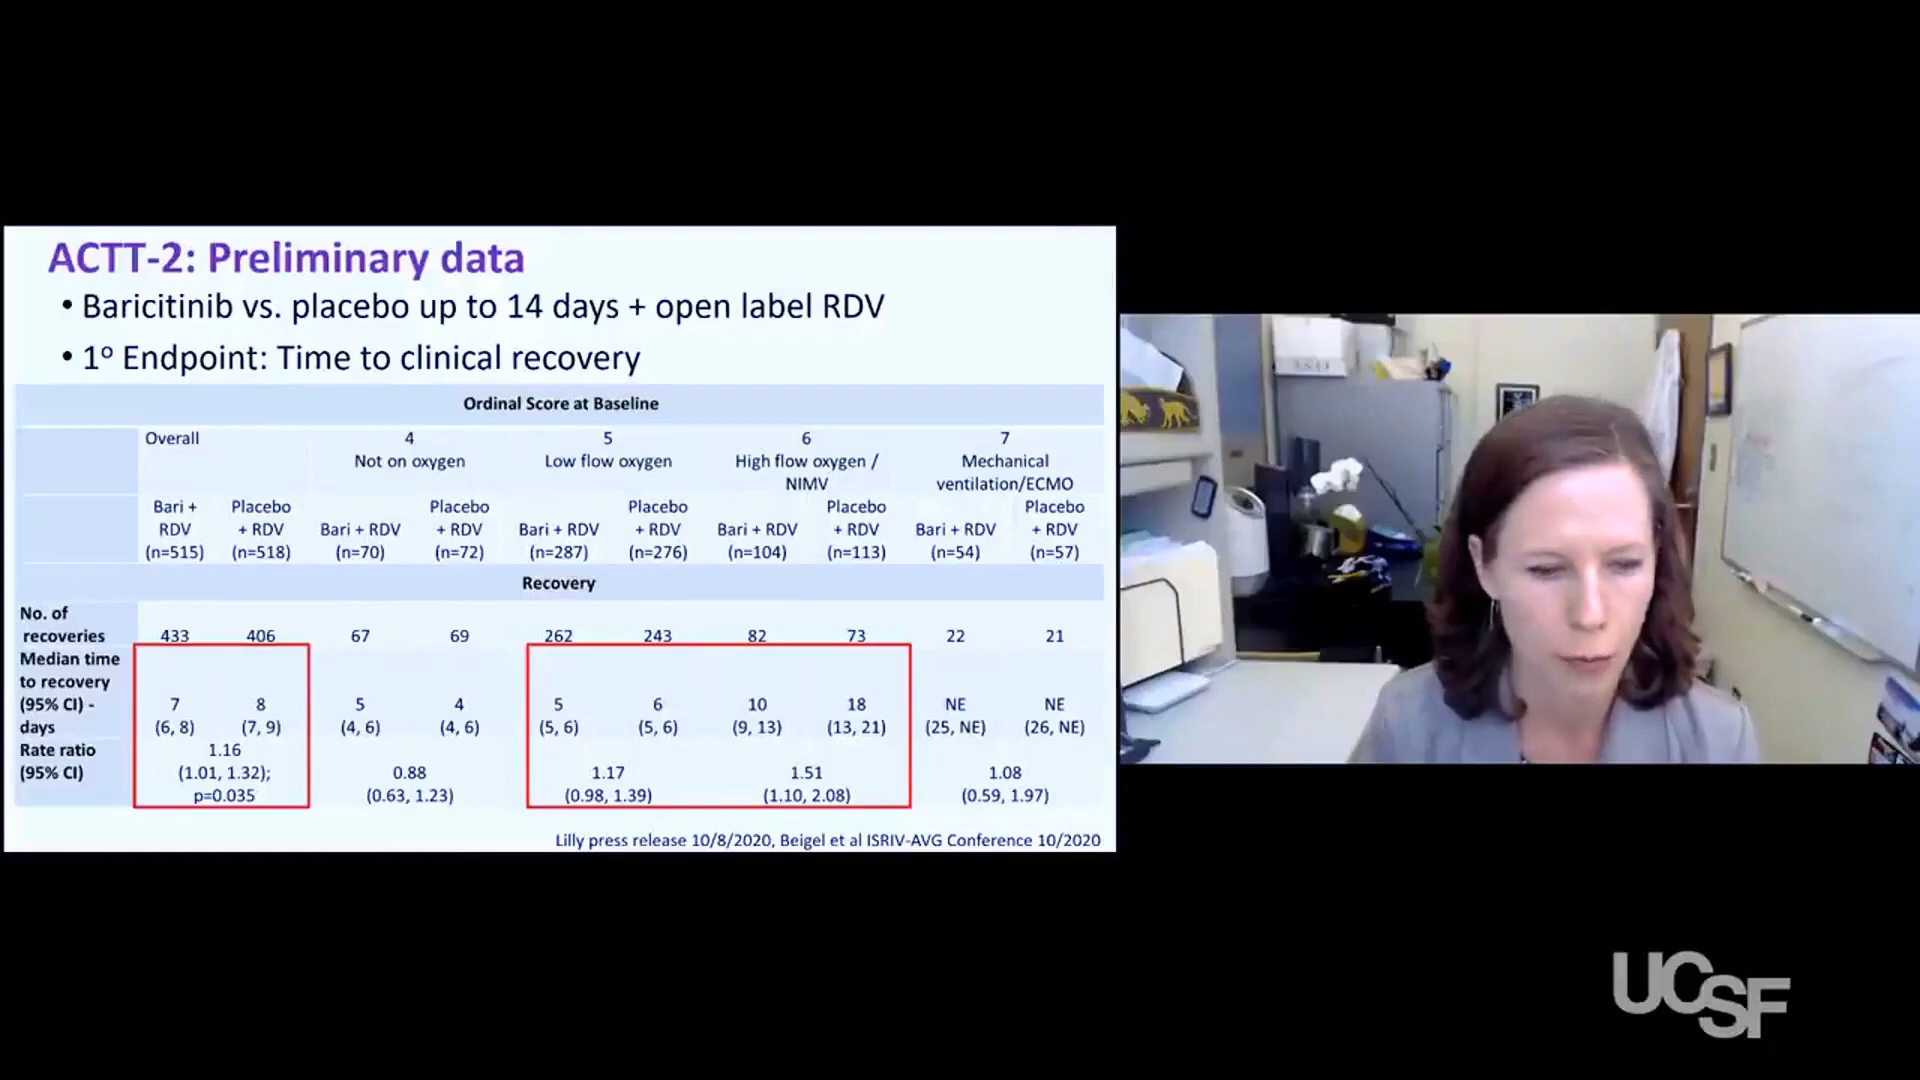 ACTT-2: Preliminary data
• Baricitinib vs. placebo up to 14 days + open label RDV
• 1º Endpoint: Time to clinical recovery
Ordinal Score at Baseline
Overall 4 5 6 7
Not on oxygen Low flow oxygen High flow oxygen / Mechanical
NIMV ventilation/ECMO
Bari + Placebo Placebo Placebo Placebo Placebo
RDV + RDV Bari + RDV + RDV Bari + RDV + RDV Bari + RDV + RDV Bari + RDV + RDV
(n=515) (n=518) (n=70) (n=72) (n=287) (n=276) (n=104) (n=113) (n=54) (n=57)
Recovery
No. of
recoveries 433 406 67 69 262 243 82 73 22 21
Median time
to recovery
(95% CI) - 7 8 5 4 5 6 10 18 NE NE
days (6, 8) (7, 9) (4, 6) (4, 6) (5, 6) (5, 6) (9, 13) (13, 21) (25, NE) (26, NE)
Rate ratio 1.16
(95% CI) (1.01, 1.32); 0.88 1.17 1.51 1.08
p=0.035 (0.63, 1.23) (0.98, 1.39) (1.10, 2.08) (0.59, 1.97)
Lilly press release 10/8/2020, Beigel et al ISRIV-AVG Conference 10/2020
UCSF